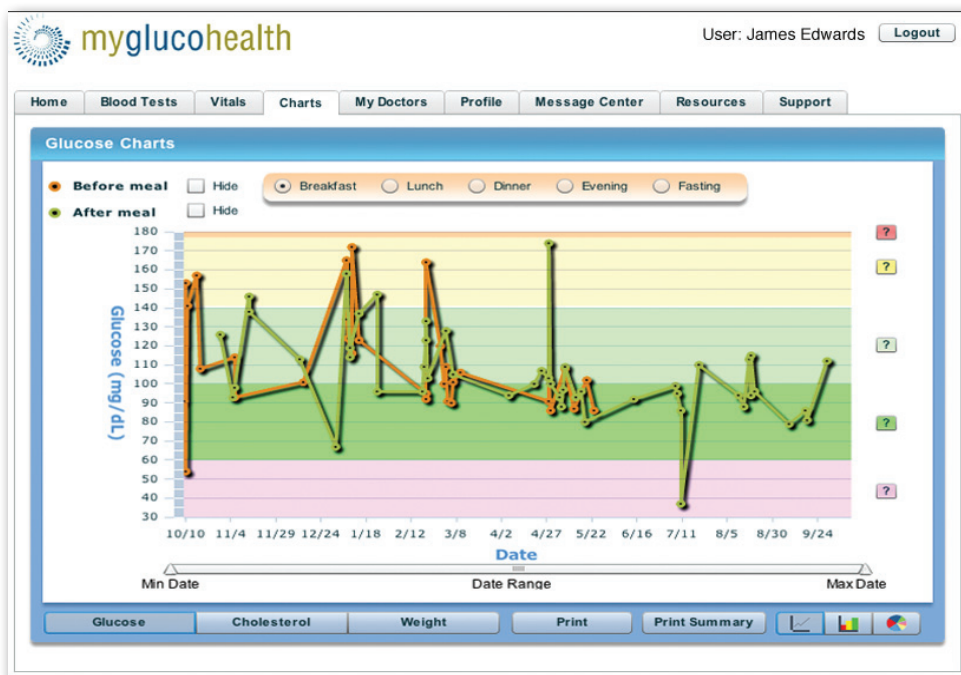 myglucohealth
User: James Edwards Logout
Home Blood Tests Vitals Charts My Doctors Profile Message Center Resources Support
Glucose Charts
Before meal Hide Breakfast Lunch Dinner Evening Fasting
After meal Hide
180 ?
170
160 ?
150
140
130
120 ?
110
100
90
80 ?
70
60
50
40 ?
30
Glucose (mg/dL)
10/10 11/4 11/29 12/24 1/18 2/12 3/8 4/2 4/27 5/22 6/16 7/11 8/5 8/30 9/24
Date
Min Date Date Range Max Date
Glucose Cholesterol Weight Print Print Summary